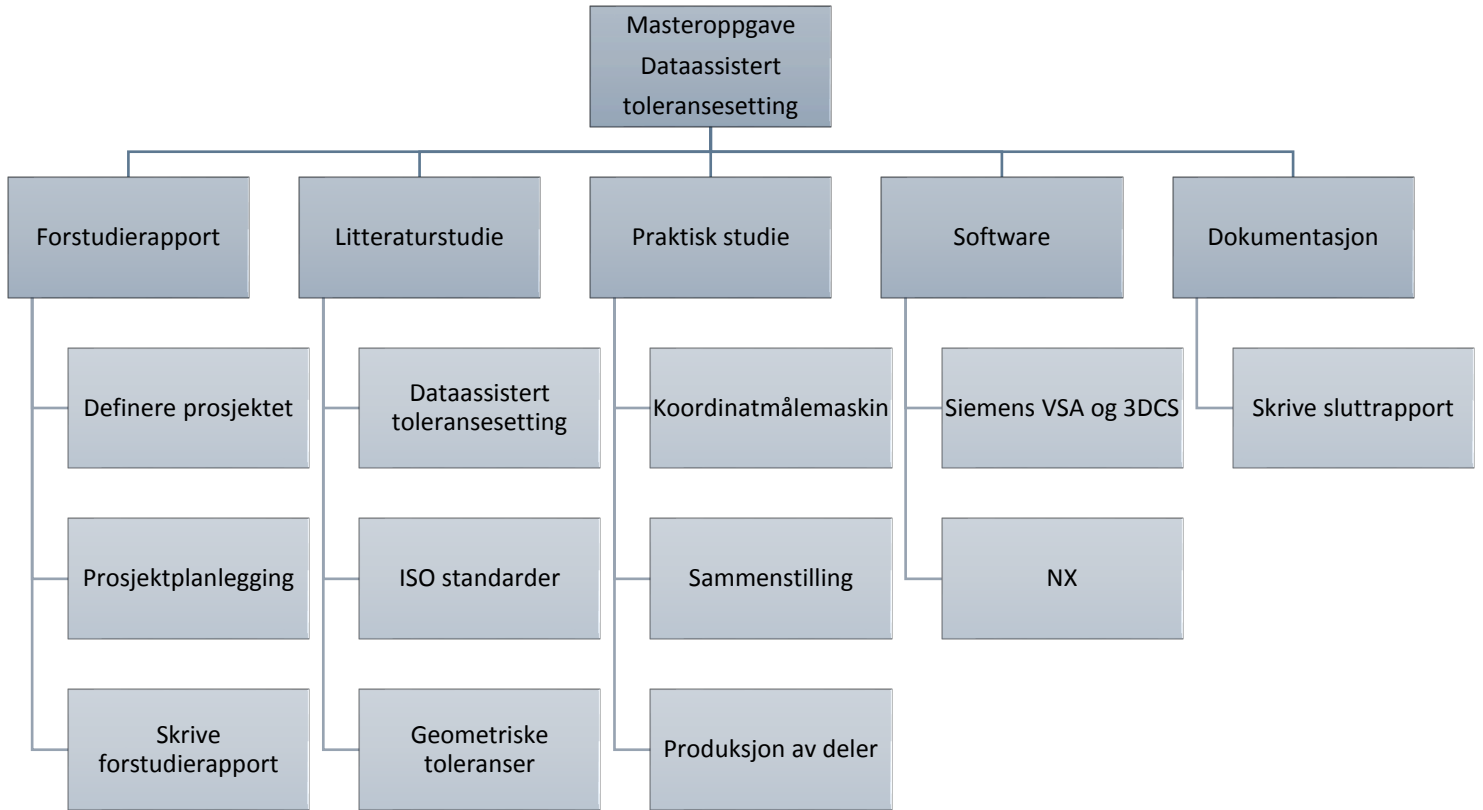 Masteroppgave
Dataassistert
toleransesetting
Forstudierapport
Litteraturstudie
Praktisk studie
Software
Dokumentasjon
Definere prosjektet
Dataassistert
toleransesetting
Koordinatmålemaskin
Siemens VSA og 3DCS
Skrive sluttrapport
Prosjektplanlegging
ISO standarder
Sammenstilling
NX
Skrive
forstudierapport
Geometriske
toleranser
Produksjon av deler